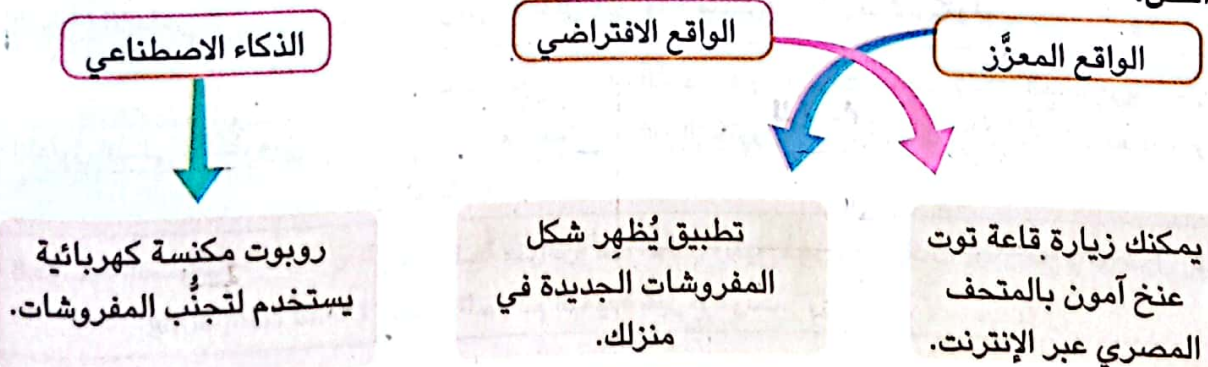 الواقع المعزَّز
الواقع الافتراضي
الذكاء الاصطناعي
يمكنك زيارة قاعة توت
عنخ آمون بالمتحف
المصري عبر الإنترنت.
تطبيق يُظهِر شكل
المفروشات الجديدة في
منزلك.
روبوت مكنسة كهربائية
يستخدم لتجنُّب المفروشات.